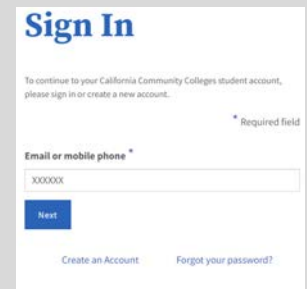 Sign In
To continue to your California Community Colleges student account,
please sign in or create a new account.
* Required field
Email or mobile phone *
XXXXXX
Next
Create an Account Forgot your password?